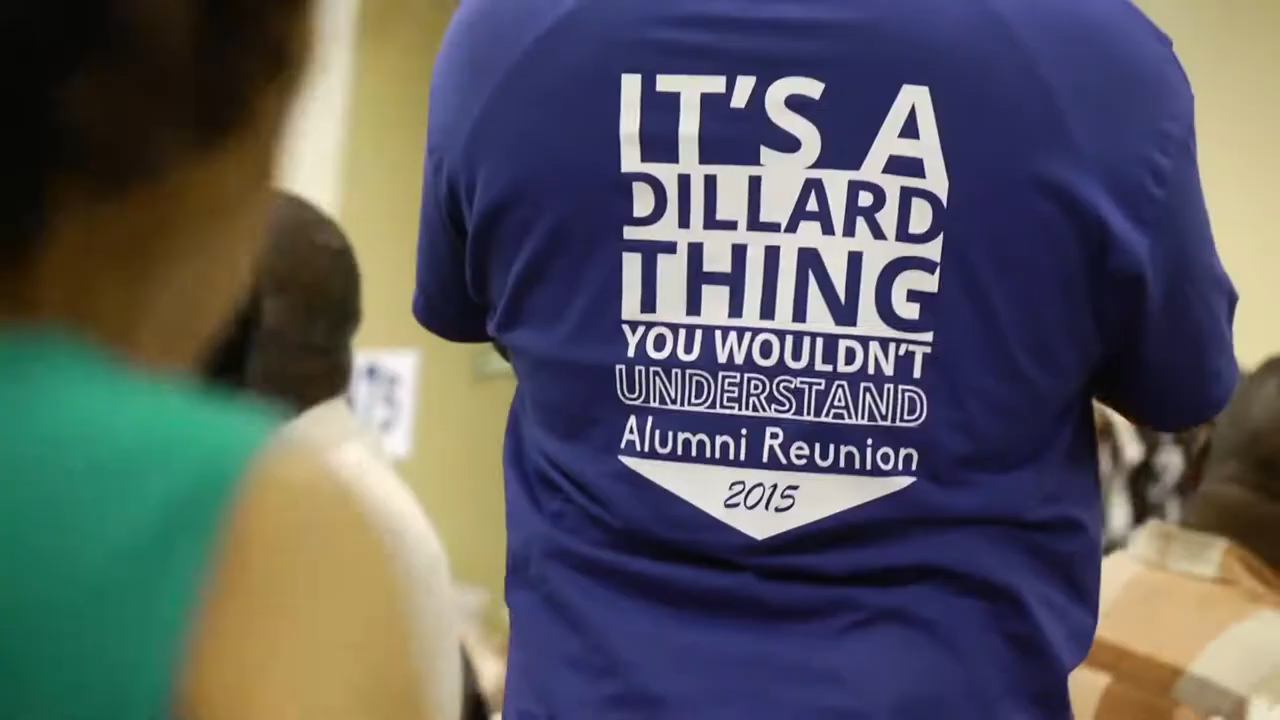 IT'S A
DILLARD
THING
YOU WOULDN'T
UNDERSTAND
Alumni Reunion
2015